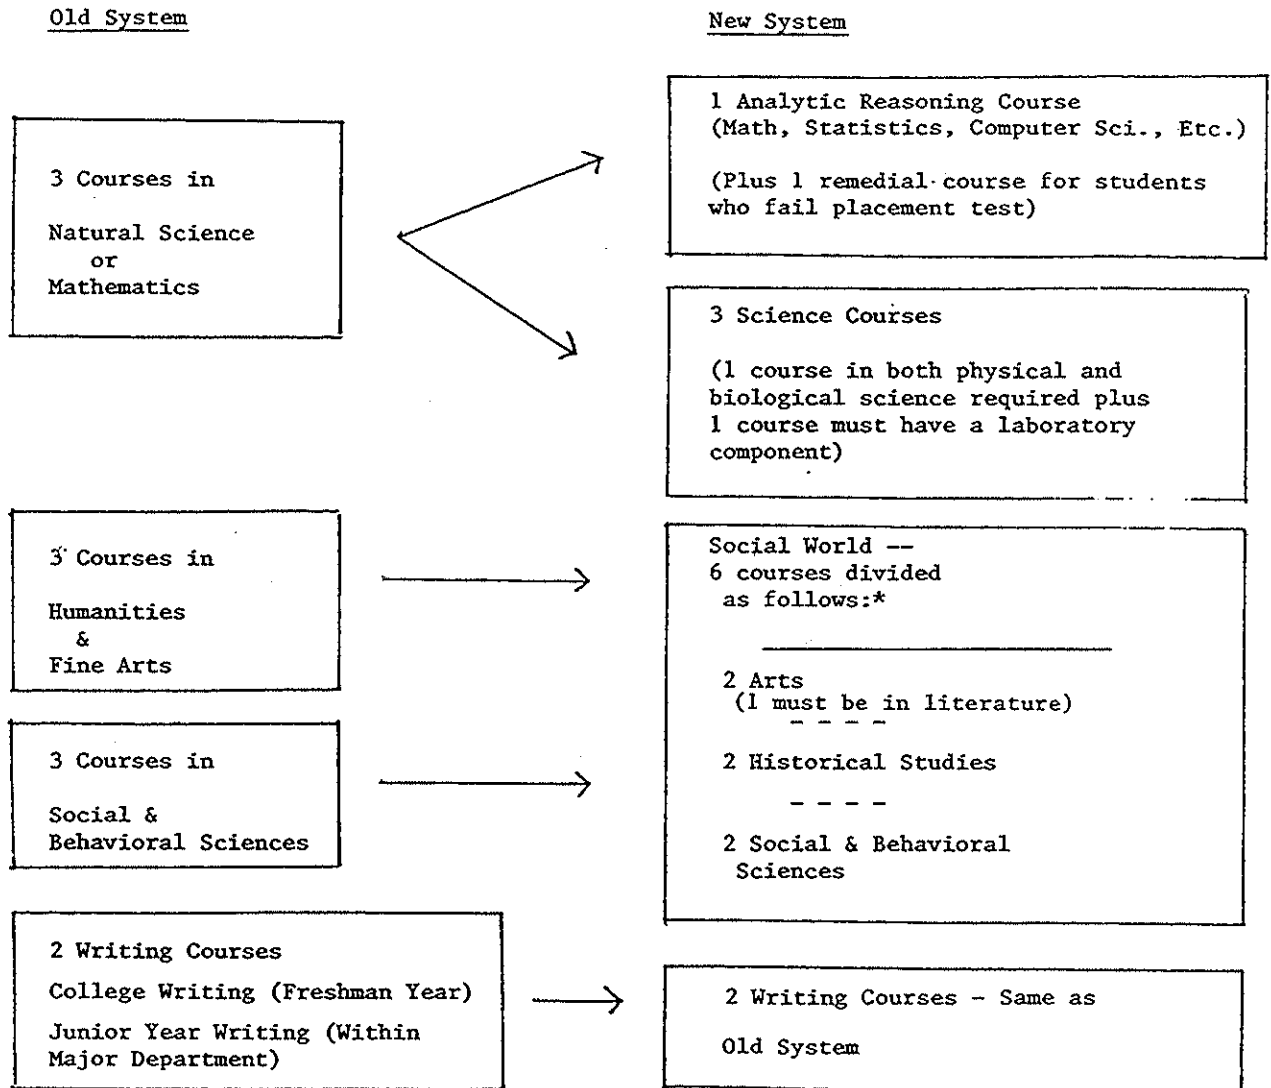 Old System
New System
3 Courses in
Natural Science
or
Mathematics
1 Analytic Reasoning Course
(Math, Statistics, Computer Sci., Etc.)
(Plus 1 remedial course for students
who fail placement test)
3 Science Courses
(1 course in both physical and
biological science required plus
1 course must have a laboratory
component)
3 Courses in
Humanities
&
Fine Arts
3 Courses in
Social &
Behavioral Sciences
Social World --
6 courses divided
as follows:*
2 Arts
(1 must be in literature)
2 Historical Studies
2 Social & Behavioral
Sciences
2 Writing Courses
College Writing (Freshman Year)
Junior Year Writing (Within
Major Department)
2 Writing Courses - Same as
Old System